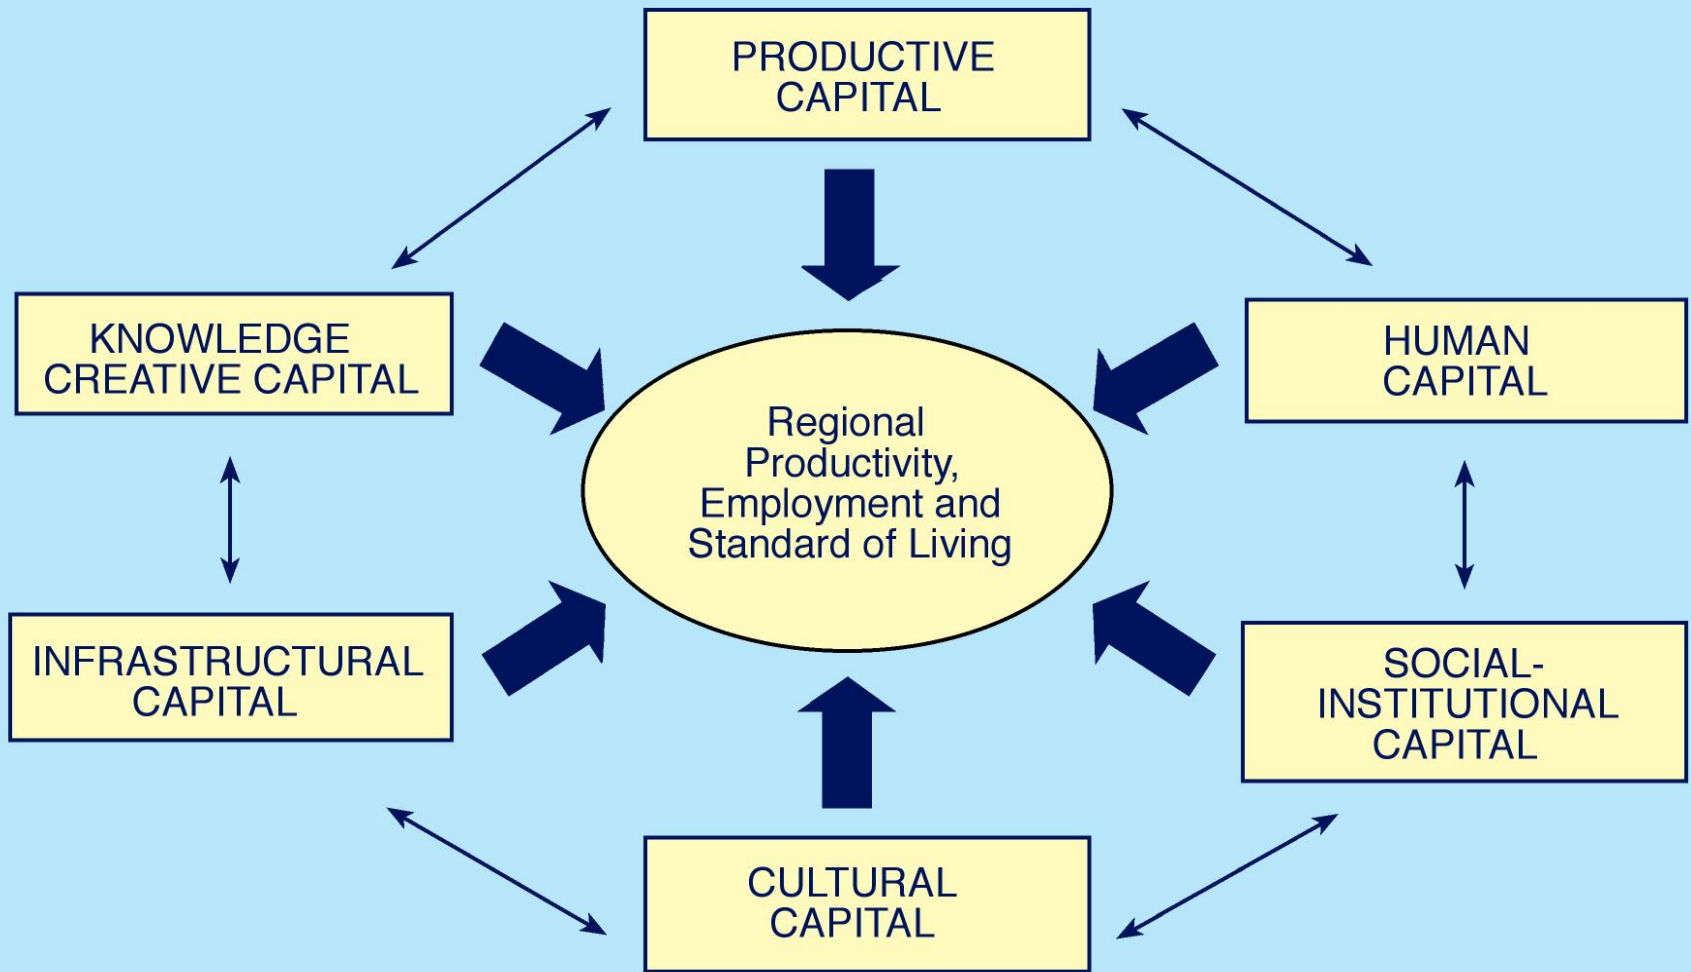 PRODUCTIVE
CAPITAL
KNOWLEDGE
CREATIVE CAPITAL
HUMAN
CAPITAL
Regional
Productivity,
Employment and
Standard of Living
INFRASTRUCTURAL
CAPITAL
SOCIAL-
INSTITUTIONAL
CAPITAL
CULTURAL
CAPITAL